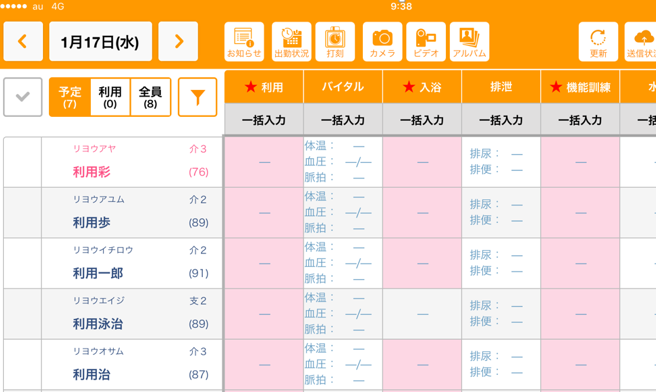 au 4G 9:38
1月17日(水)
お知らせ 出勤状況 打刻 カメラ ビデオ アルバム 更新
予定 (7) 利用 (0) 全員 (8)
★ 利用 バイタル ★ 入浴 排泄 ★ 機能訓練
一括入力 一括入力 一括入力 一括入力 一括入力
リヨウアヤ 介3
利用彩 (76)
— 体温： — — 排尿： — —
血圧： —/— 排便： —
脈拍： —
リヨウアユム 介2
利用歩 (89)
— 体温： — — 排尿： — —
血圧： —/— 排便： —
脈拍： —
リヨウイチロウ 介2
利用一郎 (91)
— 体温： — — 排尿： — —
血圧： —/— 排便： —
脈拍： —
リヨウエイジ 支2
利用泳治 (89)
— 体温： — — 排尿： — —
血圧： —/— 排便： —
脈拍： —
リヨウオサム 介3
利用治 (87)
— 体温： — — 排尿： — —
血圧： —/— 排便： —
脈拍： —